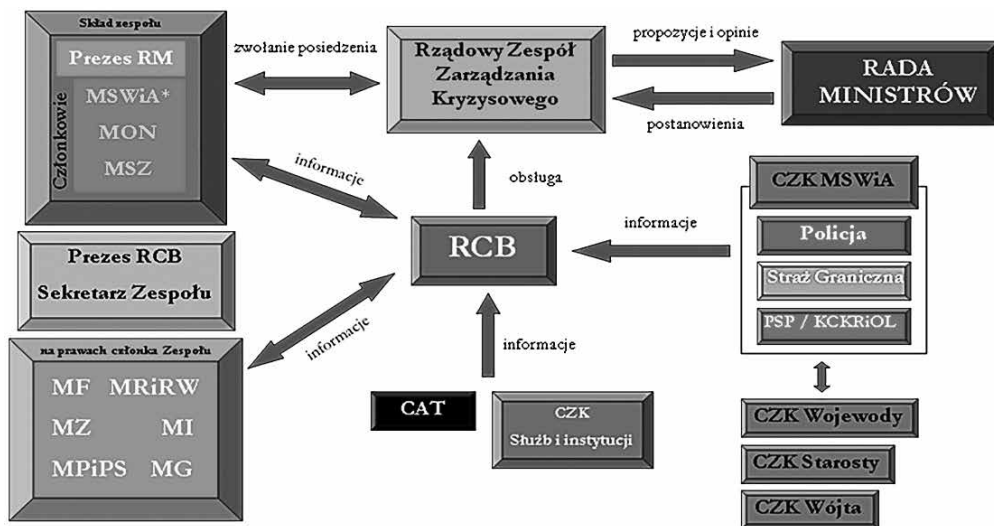 Skład zespołu
Prezes RM
MSWiA*
MON
MSZ
Członkowie
zwołanie posiedzenia
Rządowy Zespół
Zarządzania
Kryzysowego
propozycje i opinie
postanowienia
RADA
MINISTRÓW
informacje
obsługa
RCB
informacje
CZK MSWiA
Policja
Straż Graniczna
PSP / KCKRiOL
Prezes RCB
Sekretarz Zespołu
informacje
informacje
na prawach członka Zespołu
MF MRiRW
MZ MI
MPiPS MG
CAT
CZK
Służb i instytucji
CZK Wojewody
CZK Starosty
CZK Wójta